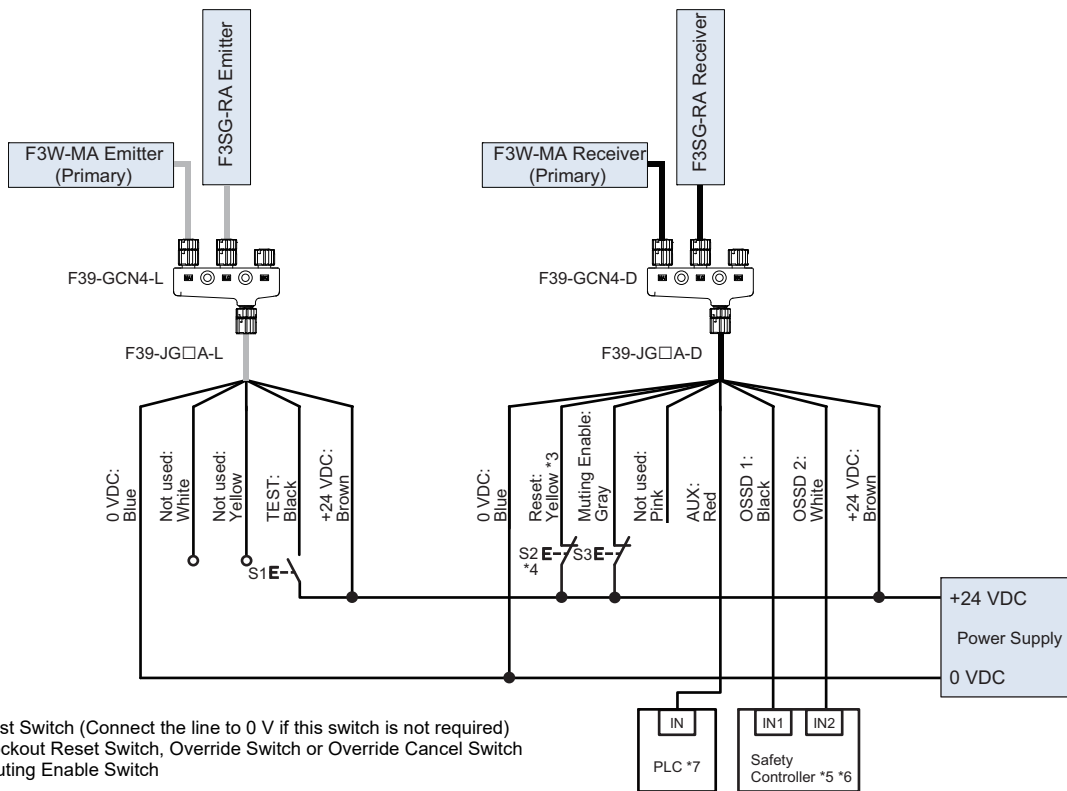 F3SG-RA Emitter
F3SG-RA Receiver
F3W-MA Emitter
(Primary)
F3W-MA Receiver
(Primary)
F39-GCN4-L
F39-GCN4-D
F39-JG□A-L
F39-JG□A-D
0 VDC:
Blue
Not used:
White
Not used:
Yellow
TEST:
Black
+24 VDC:
Brown
0 VDC:
Blue
Reset:
Yellow *3
Muting Enable:
Gray
Not used:
Pink
AUX:
Red
OSSD 1:
Black
OSSD 2:
White
+24 VDC:
Brown
S1
S2
*4
S3
+24 VDC
Power Supply
0 VDC
st Switch (Connect the line to 0 V if this switch is not required)
ckout Reset Switch, Override Switch or Override Cancel Switch
uting Enable Switch
IN
PLC *7
IN1
IN2
Safety
Controller *5 *6